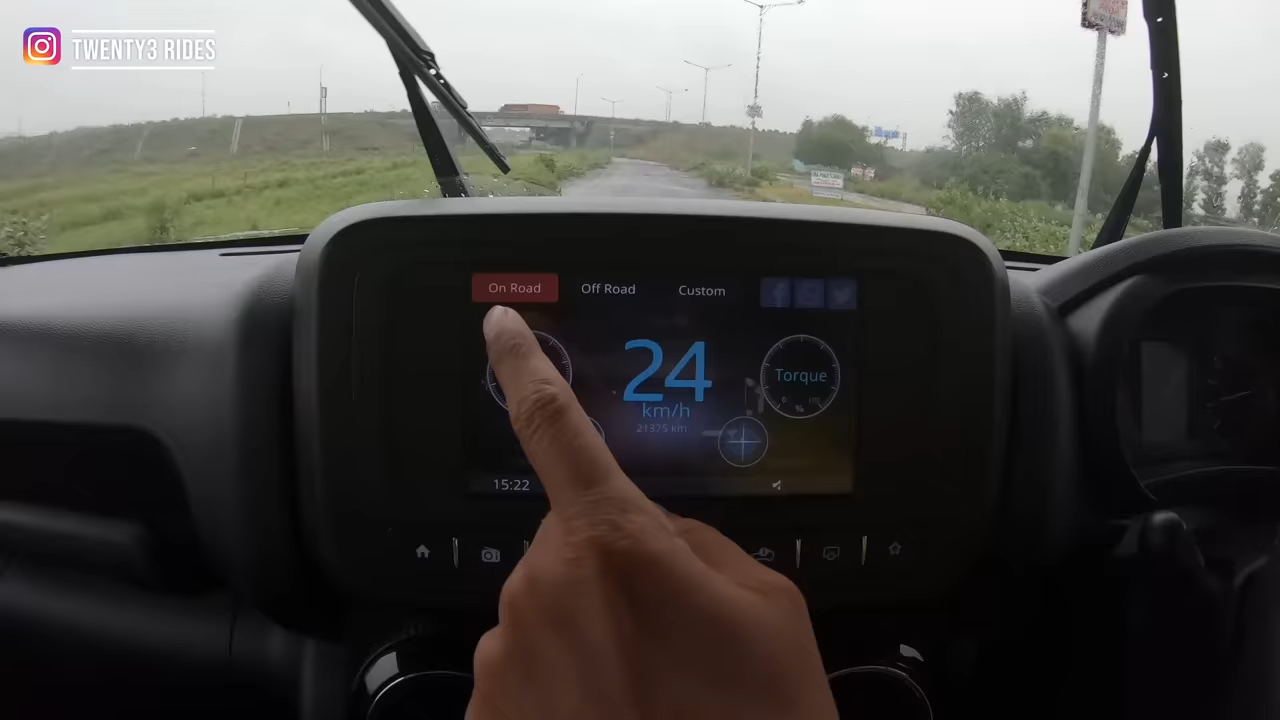 TWENTY3 RIDES
On Road
Off Road
Custom
24
km/h
21375 km
Torque
%
15:22